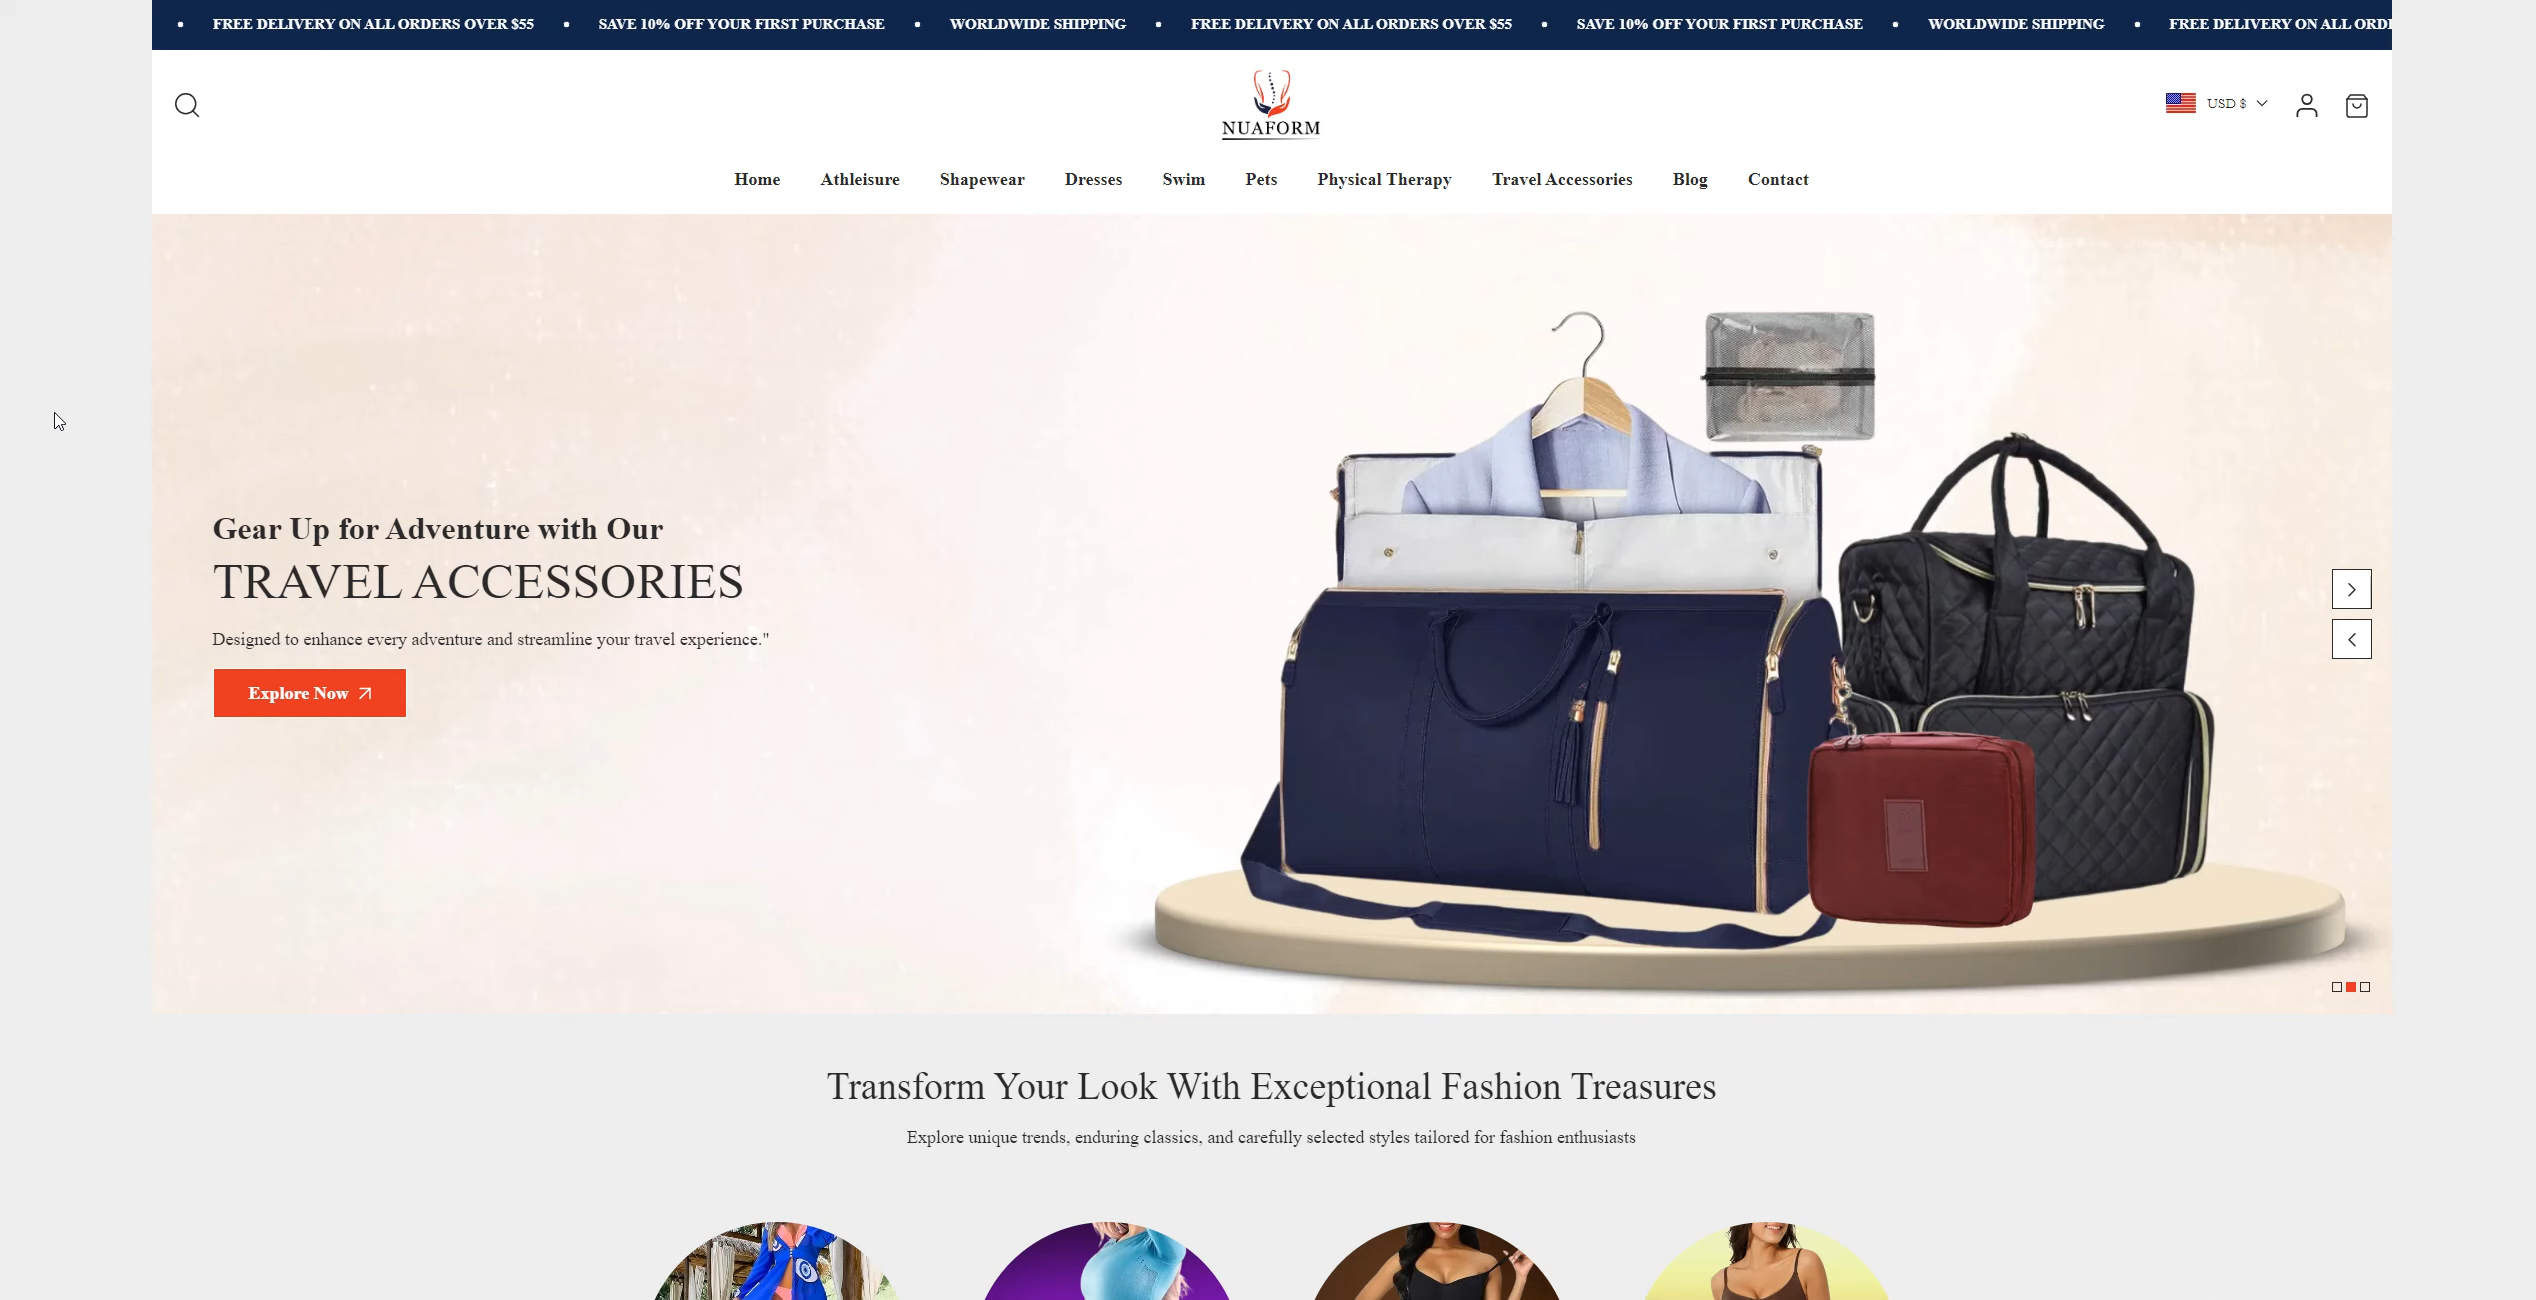 • FREE DELIVERY ON ALL ORDERS OVER $55 • SAVE 10% OFF YOUR FIRST PURCHASE • WORLDWIDE SHIPPING • FREE DELIVERY ON ALL ORDERS OVER $55 • SAVE 10% OFF YOUR FIRST PURCHASE • WORLDWIDE SHIPPING • FREE DELIVERY ON ALL ORDE
NUAFORM
USD $
Home Athleisure Shapewear Dresses Swim Pets Physical Therapy Travel Accessories Blog Contact
Gear Up for Adventure with Our
TRAVEL ACCESSORIES
Designed to enhance every adventure and streamline your travel experience."
Explore Now
Transform Your Look With Exceptional Fashion Treasures
Explore unique trends, enduring classics, and carefully selected styles tailored for fashion enthusiasts